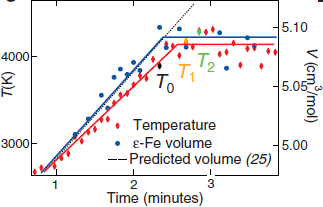 T(K)
4000
3000
1
2
3
Time (minutes)
5.10
5.05
5.00
V (cm³/mol)
T₀
T₁
T₂
Temperature
ε-Fe volume
Predicted volume (25)